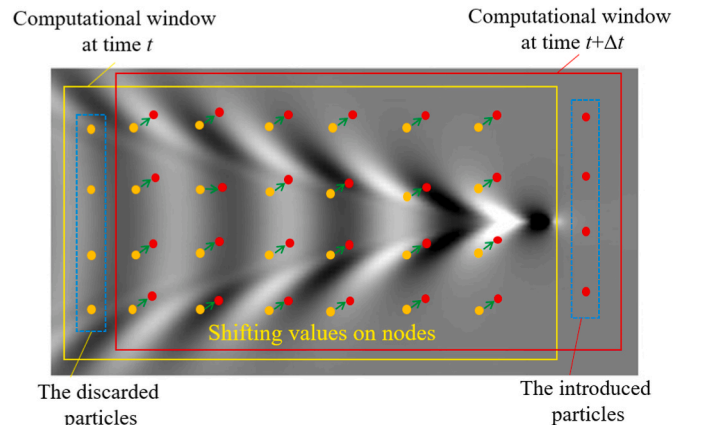 Computational window
at time t
Computational window
at time t+Δt
Shifting values on nodes
The discarded
particles
The introduced
particles